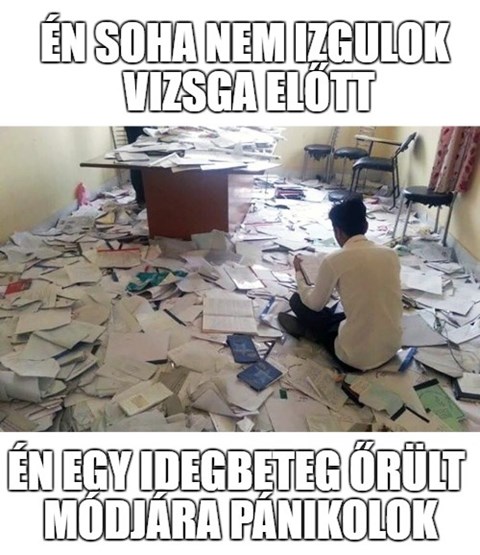 ÉN SOHA NEM IZGULOK
VIZSGA ELŐTT
ÉN EGY IDEGBETEG ŐRÜLT
MÓDJÁRA PÁNIKOLOK